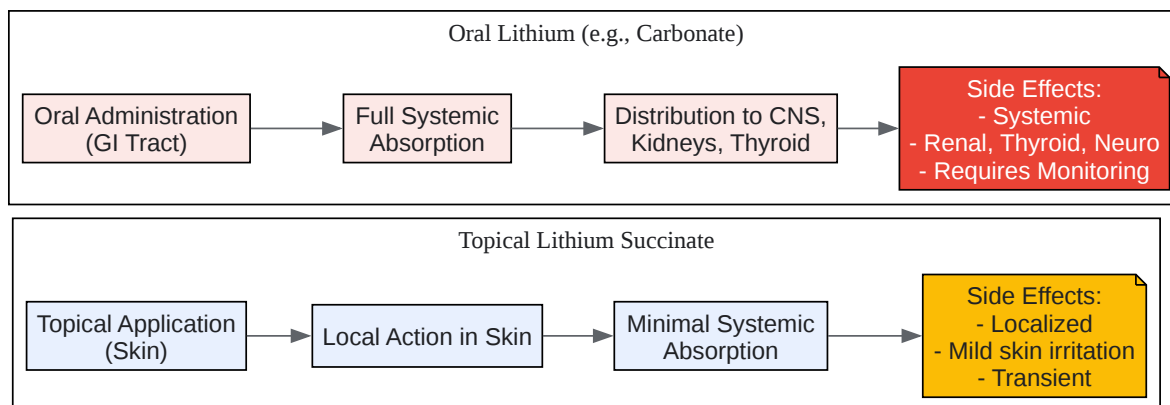 Oral Lithium (e.g., Carbonate)
Oral Administration
(GI Tract)
Full Systemic
Absorption
Distribution to CNS,
Kidneys, Thyroid
Side Effects:
- Systemic
- Renal, Thyroid, Neuro
- Requires Monitoring
Topical Lithium Succinate
Topical Application
(Skin)
Local Action in Skin
Minimal Systemic
Absorption
Side Effects:
- Localized
- Mild skin irritation
- Transient